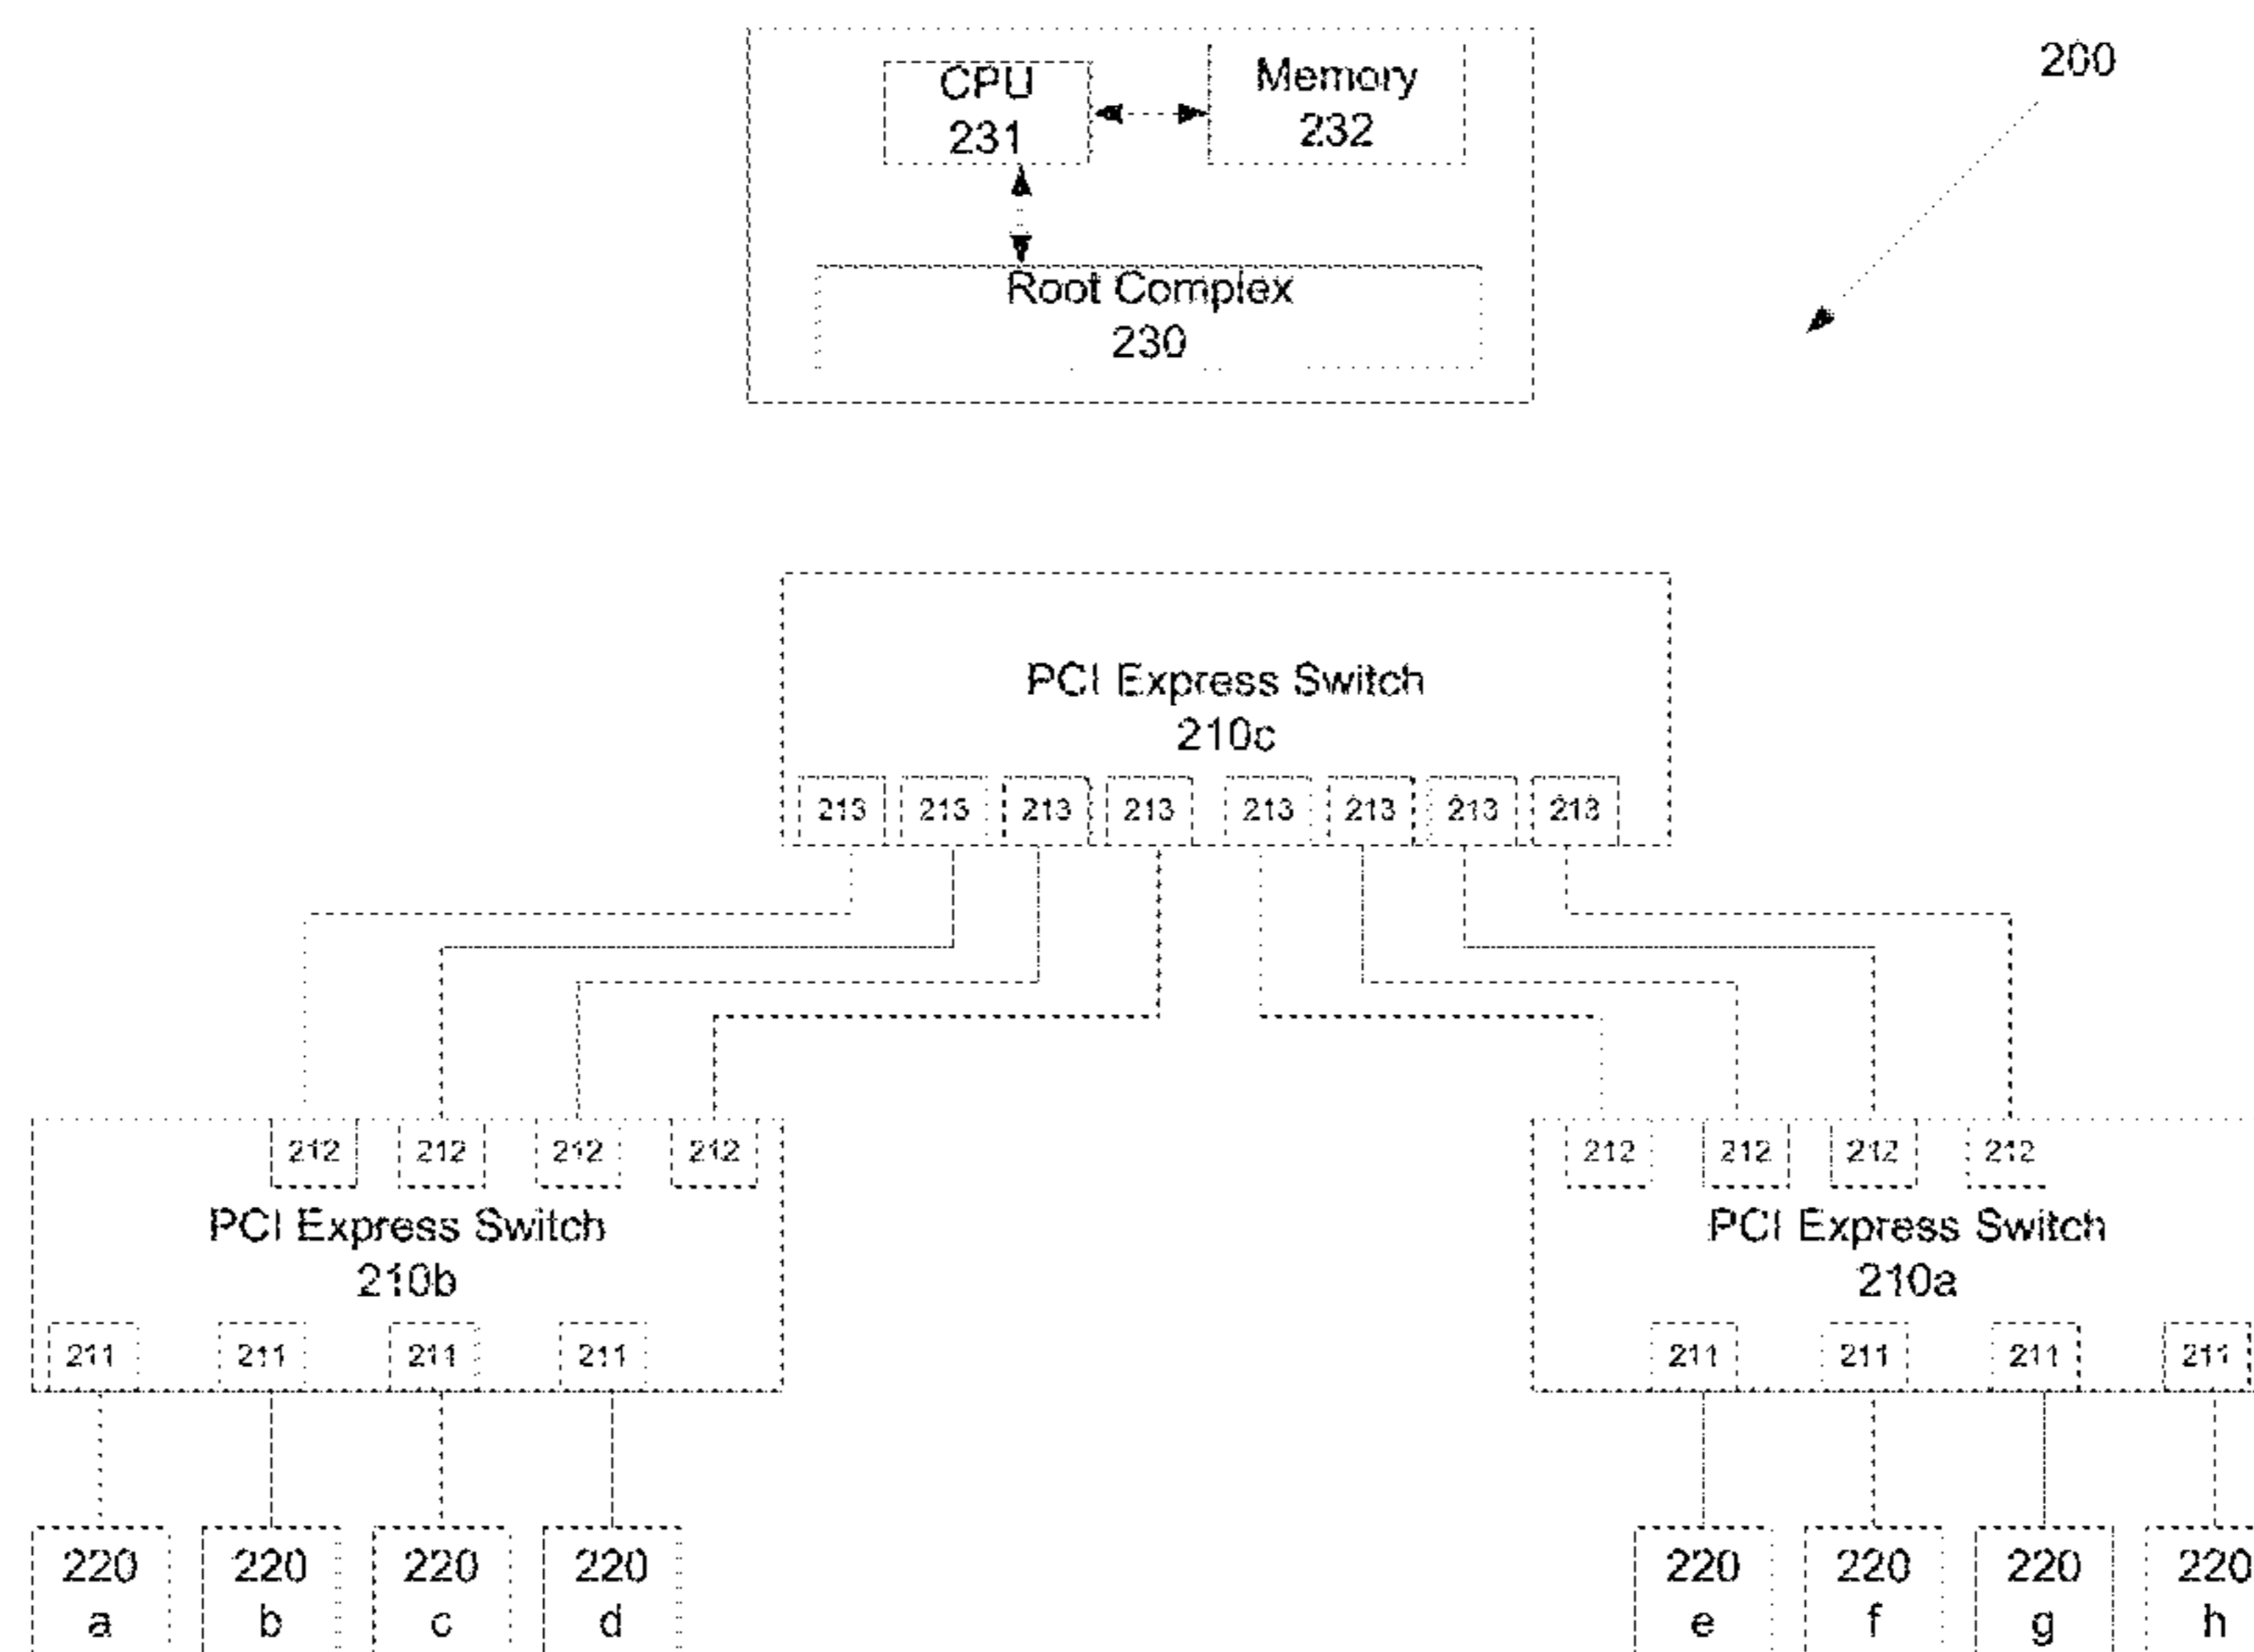 200
CPU
231
Memory
232
Root Complex
230
PCI Express Switch
210c
213 213 213 213 213 213 213 213
212 212 212 212
PCI Express Switch
210b
211 211 211 211
212 212 212 212
PCI Express Switch
210a
211 211 211 211
220
a
220
b
220
c
220
d
220
e
220
f
220
g
220
h